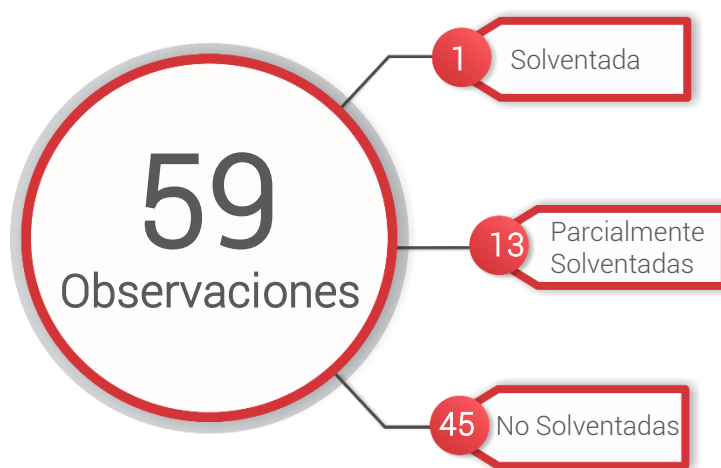 59
Observaciones
1
Solventada
13
Parcialmente
Solventadas
45
No Solventadas